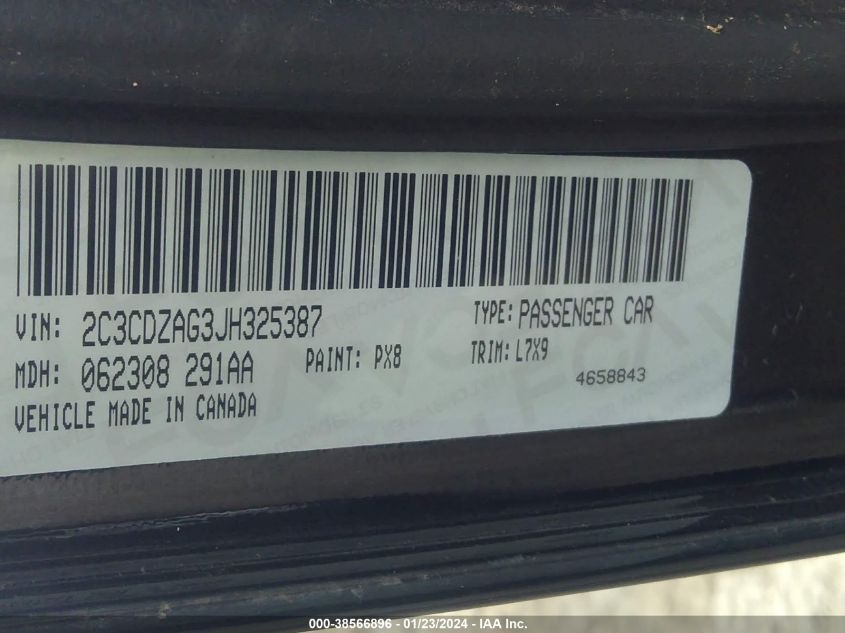 VIN: 2C3CDZAG3JH325387 TYPE: PASSENGER CAR
MDH: 062308 291AA PAINT: PX8 TRIM: L7X9
VEHICLE MADE IN CANADA 4658843
000-38566896 - 01/23/2024 - IAA Inc.